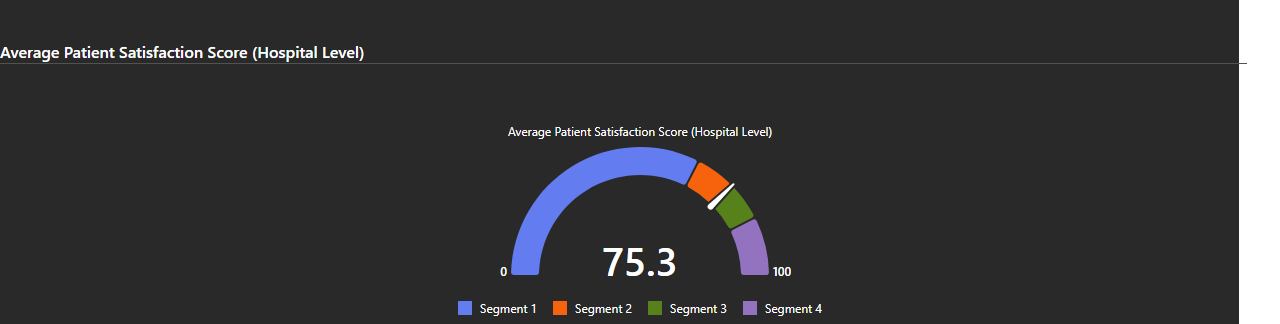 Average Patient Satisfaction Score (Hospital Level)
Average Patient Satisfaction Score (Hospital Level)
75.3
0 100
Segment 1 Segment 2 Segment 3 Segment 4